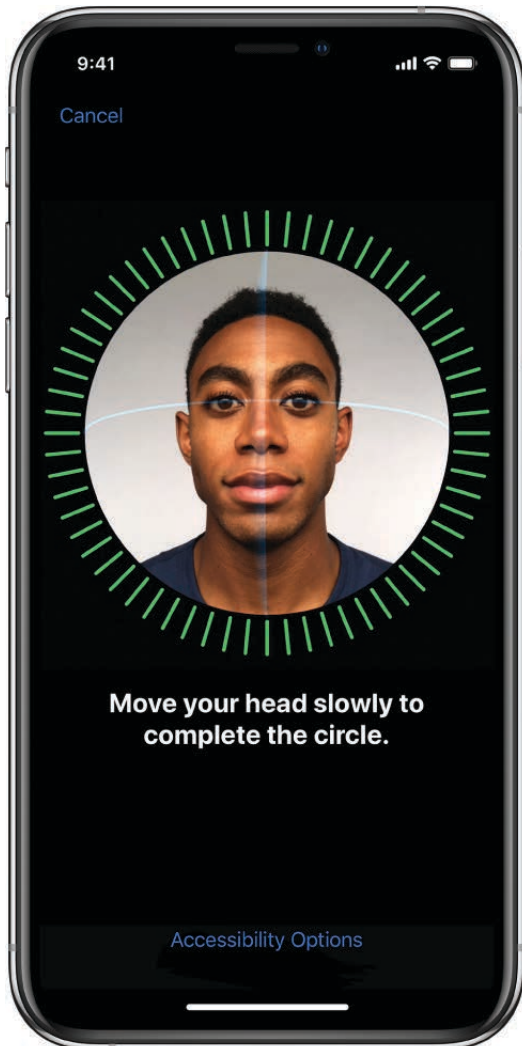 9:41
Cancel
Move your head slowly to
complete the circle.
Accessibility Options